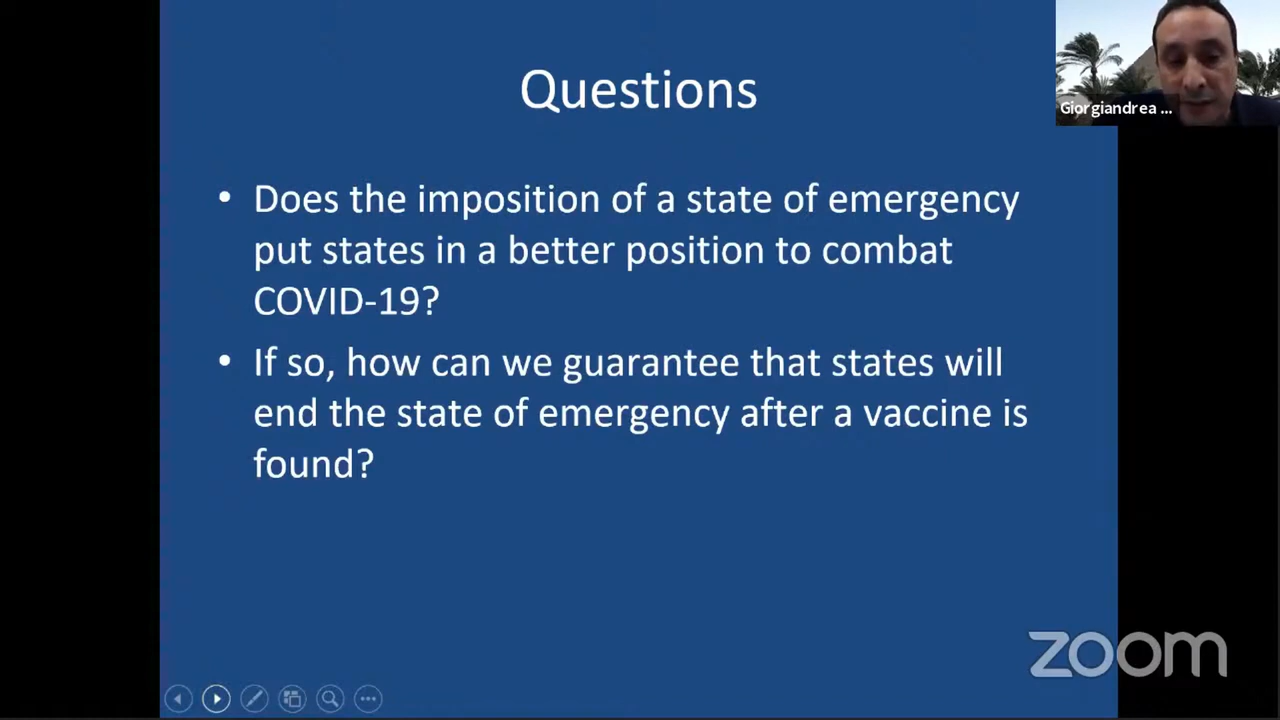 Questions
Giorgiandrea ...
• Does the imposition of a state of emergency
put states in a better position to combat
COVID-19?
• If so, how can we guarantee that states will
end the state of emergency after a vaccine is
found?
zoom